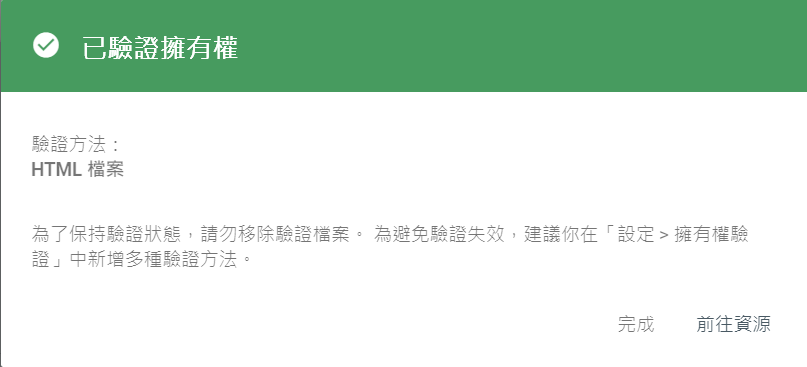 已驗證擁有權
驗證方法：
HTML 檔案
為了保持驗證狀態，請勿移除驗證檔案。 為避免驗證失效，建議你在「設定 > 擁有權驗
證」中新增多種驗證方法。
完成 前往資源